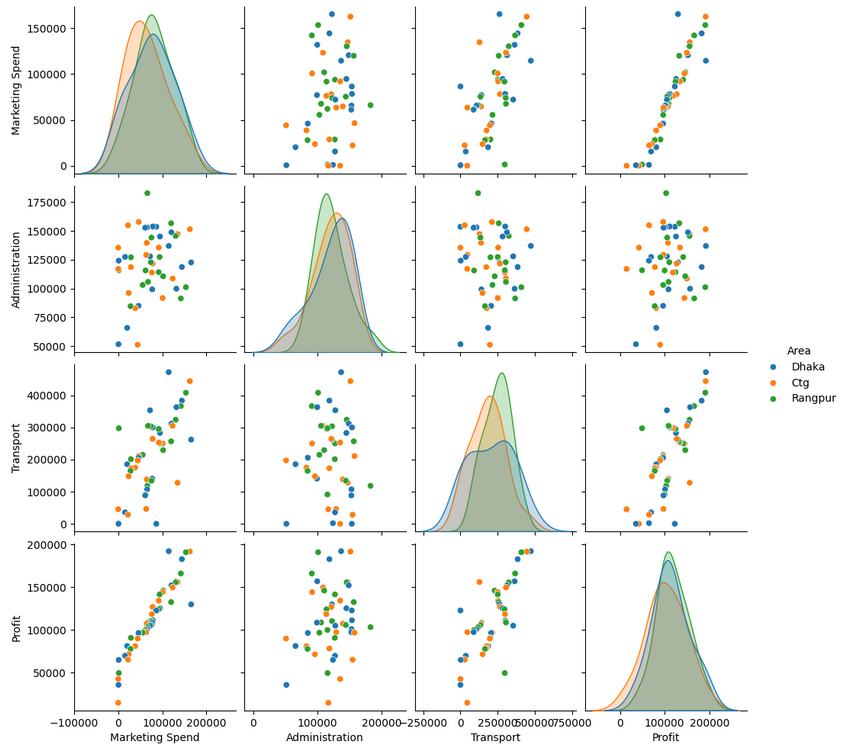 150000
100000
50000
0
Marketing Spend
175000
150000
125000
100000
75000
50000
Administration
Area
Dhaka
Ctg
Rangpur
400000
300000
200000
100000
0
Transport
200000
150000
100000
50000
Profit
−100000 0 100000 200000
Marketing Spend
0 100000 200000
Administration
−250000 0 250000 500000 750000
Transport
0 100000 200000
Profit